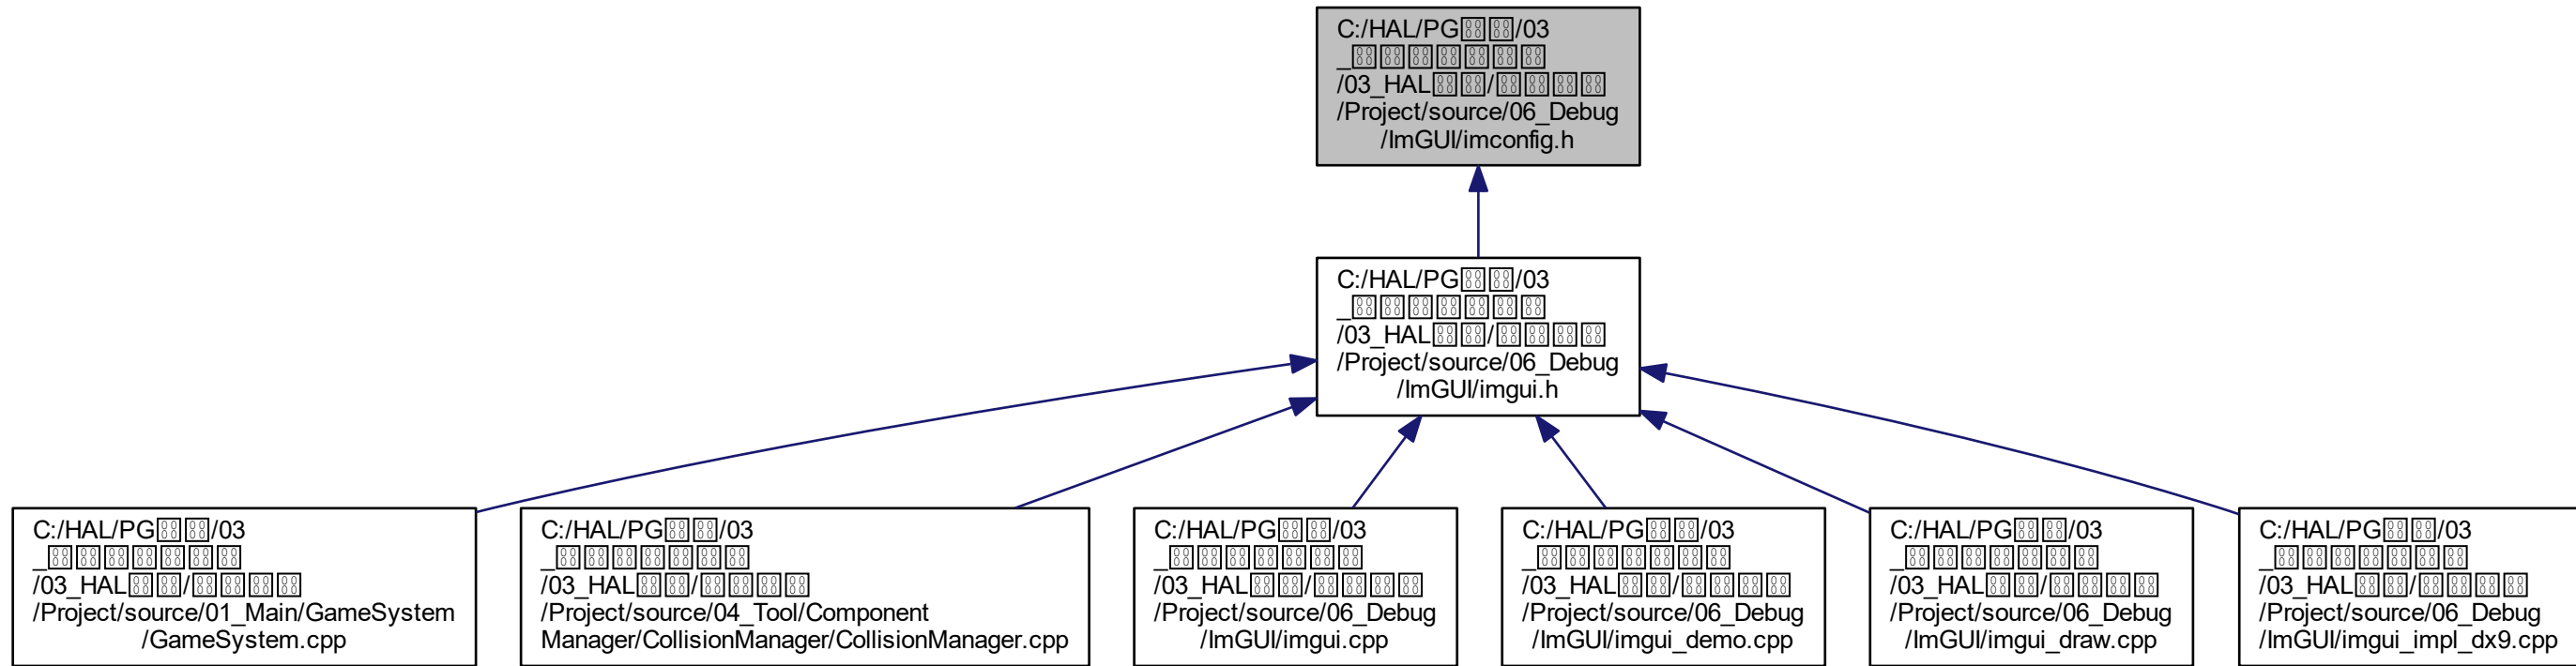 C:/HAL/PG/03
_
/03_HAL/
/Project/source/06_Debug
/ImGUI/imconfig.h
C:/HAL/PG/03
_
/03_HAL/
/Project/source/06_Debug
/ImGUI/imgui.h
C:/HAL/PG/03
_
/03_HAL/
/Project/source/01_Main/GameSystem
/GameSystem.cpp
C:/HAL/PG/03
_
/03_HAL/
/Project/source/04_Tool/Component
Manager/CollisionManager/CollisionManager.cpp
C:/HAL/PG/03
_
/03_HAL/
/Project/source/06_Debug
/ImGUI/imgui.cpp
C:/HAL/PG/03
_
/03_HAL/
/Project/source/06_Debug
/ImGUI/imgui_demo.cpp
C:/HAL/PG/03
_
/03_HAL/
/Project/source/06_Debug
/ImGUI/imgui_draw.cpp
C:/HAL/PG/03
_
/03_HAL/
/Project/source/06_Debug
/ImGUI/imgui_impl_dx9.cpp